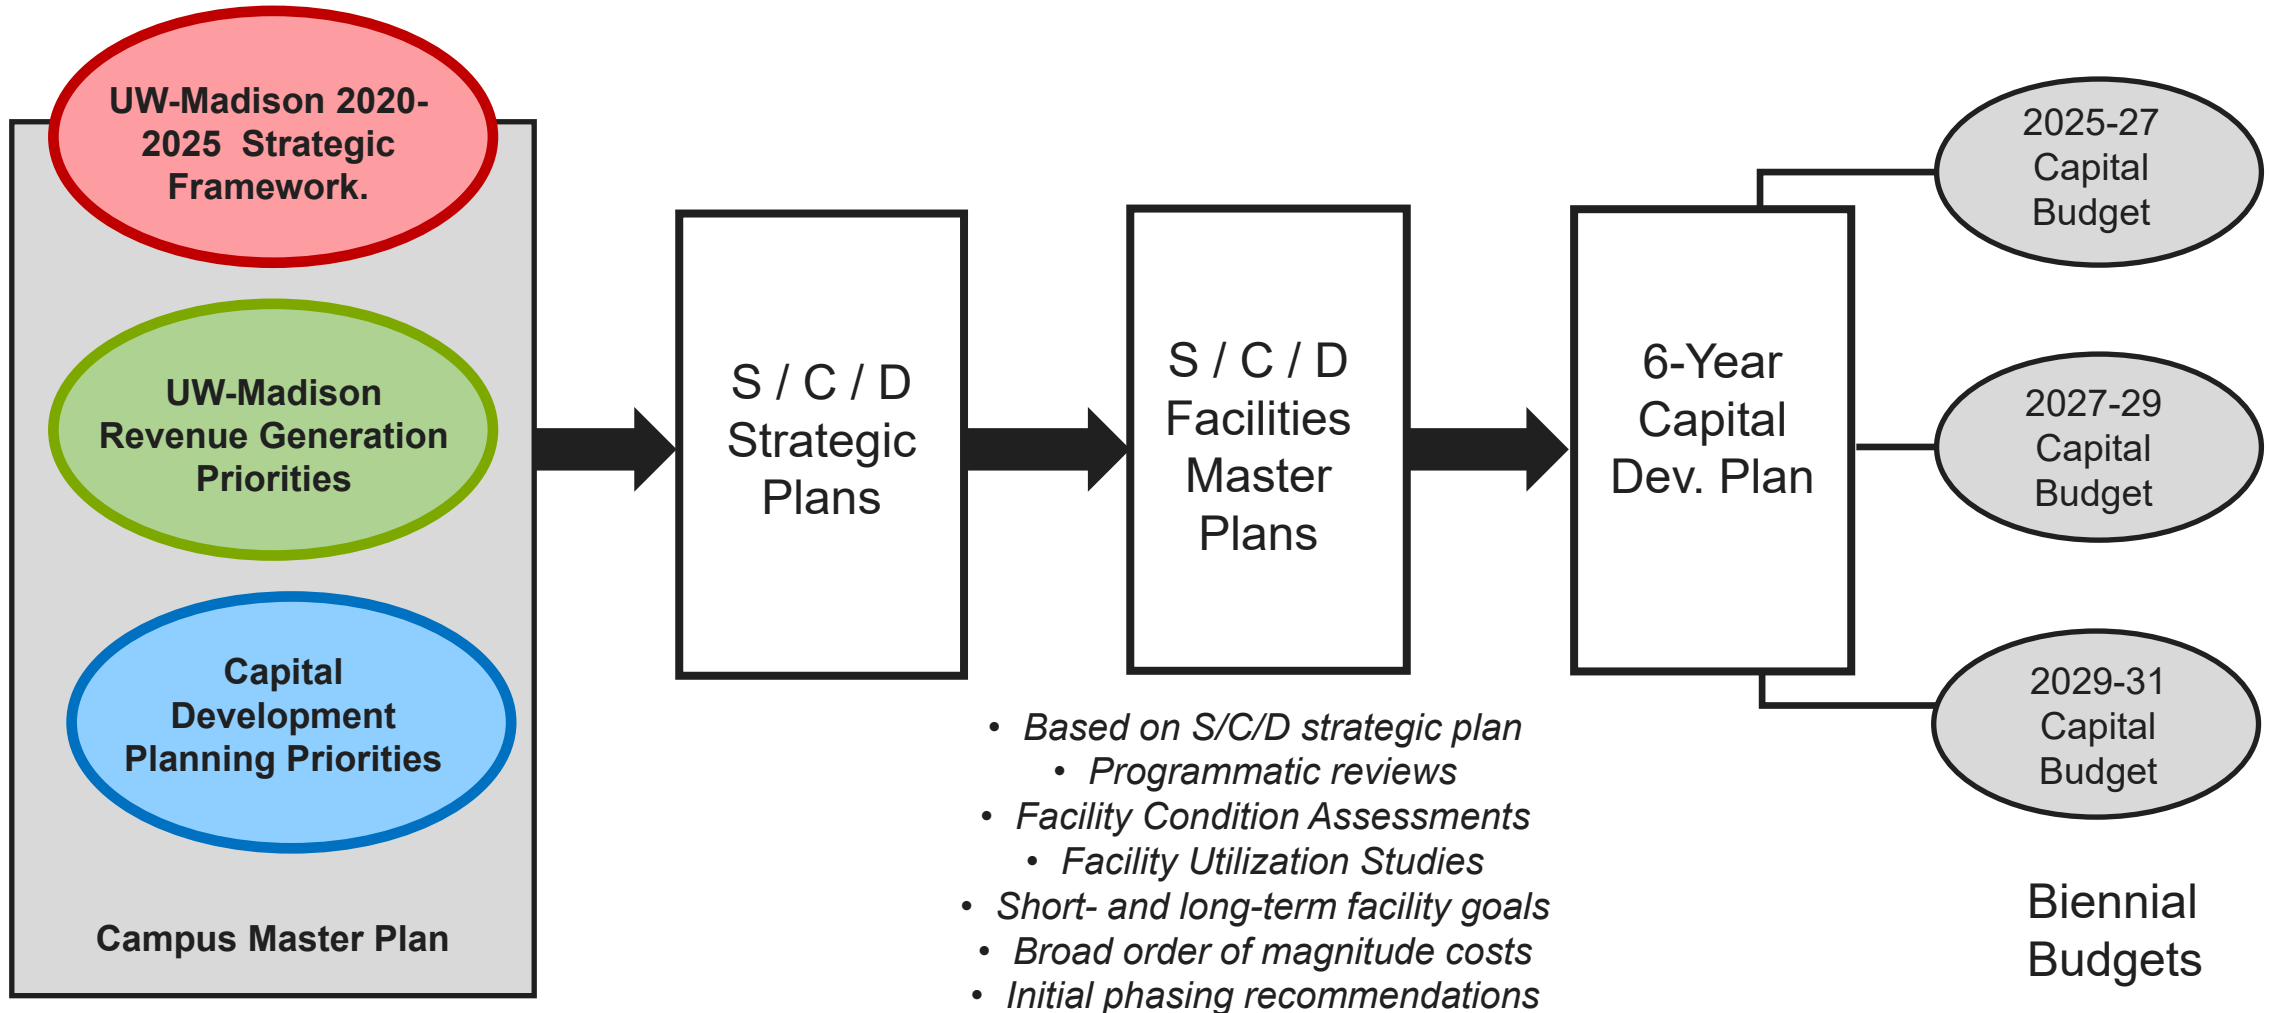 UW-Madison 2020-
2025  Strategic
Framework.
UW-Madison
Revenue Generation
Priorities
Capital
Development
Planning Priorities
Campus Master Plan
S / C / D
Strategic
Plans
S / C / D
Facilities
Master
Plans
• Based on S/C/D strategic plan
• Programmatic reviews
• Facility Condition Assessments
• Facility Utilization Studies
• Short- and long-term facility goals
• Broad order of magnitude costs
• Initial phasing recommendations
6-Year
Capital
Dev. Plan
2025-27
Capital
Budget
2027-29
Capital
Budget
2029-31
Capital
Budget
Biennial
Budgets